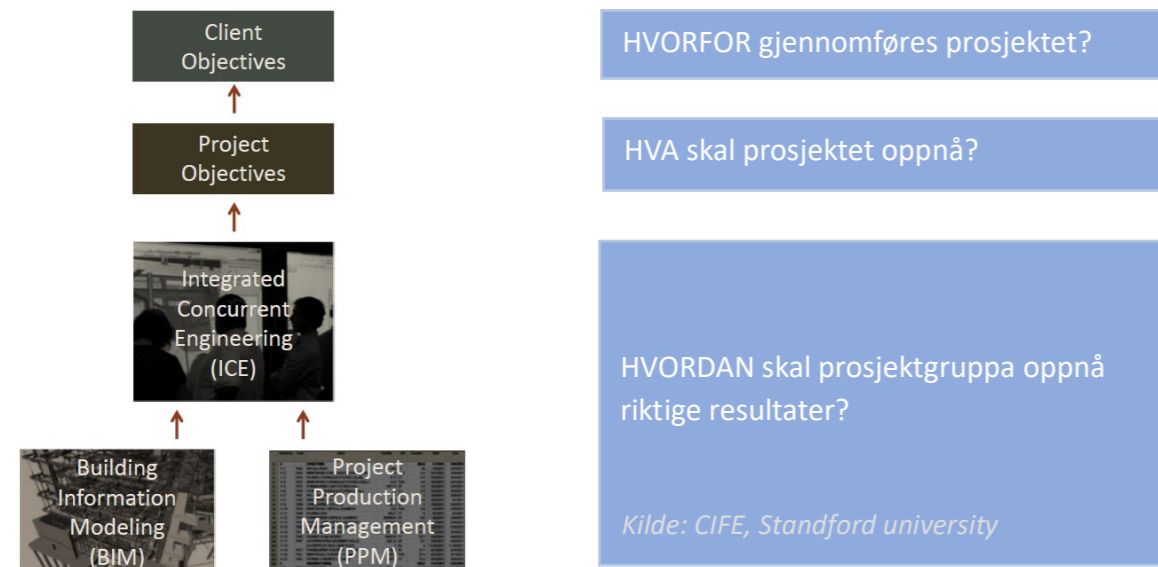 Client
Objectives
HVORFOR gjennomføres prosjektet?
Project
Objectives
HVA skal prosjektet oppnå?
Integrated
Concurrent
Engineering
(ICE)
HVORDAN skal prosjektgruppa oppnå
riktige resultater?
Building
Information
Modeling
(BIM)
Project
Production
Management
(PPM)
Kilde: CIFE, Standford university